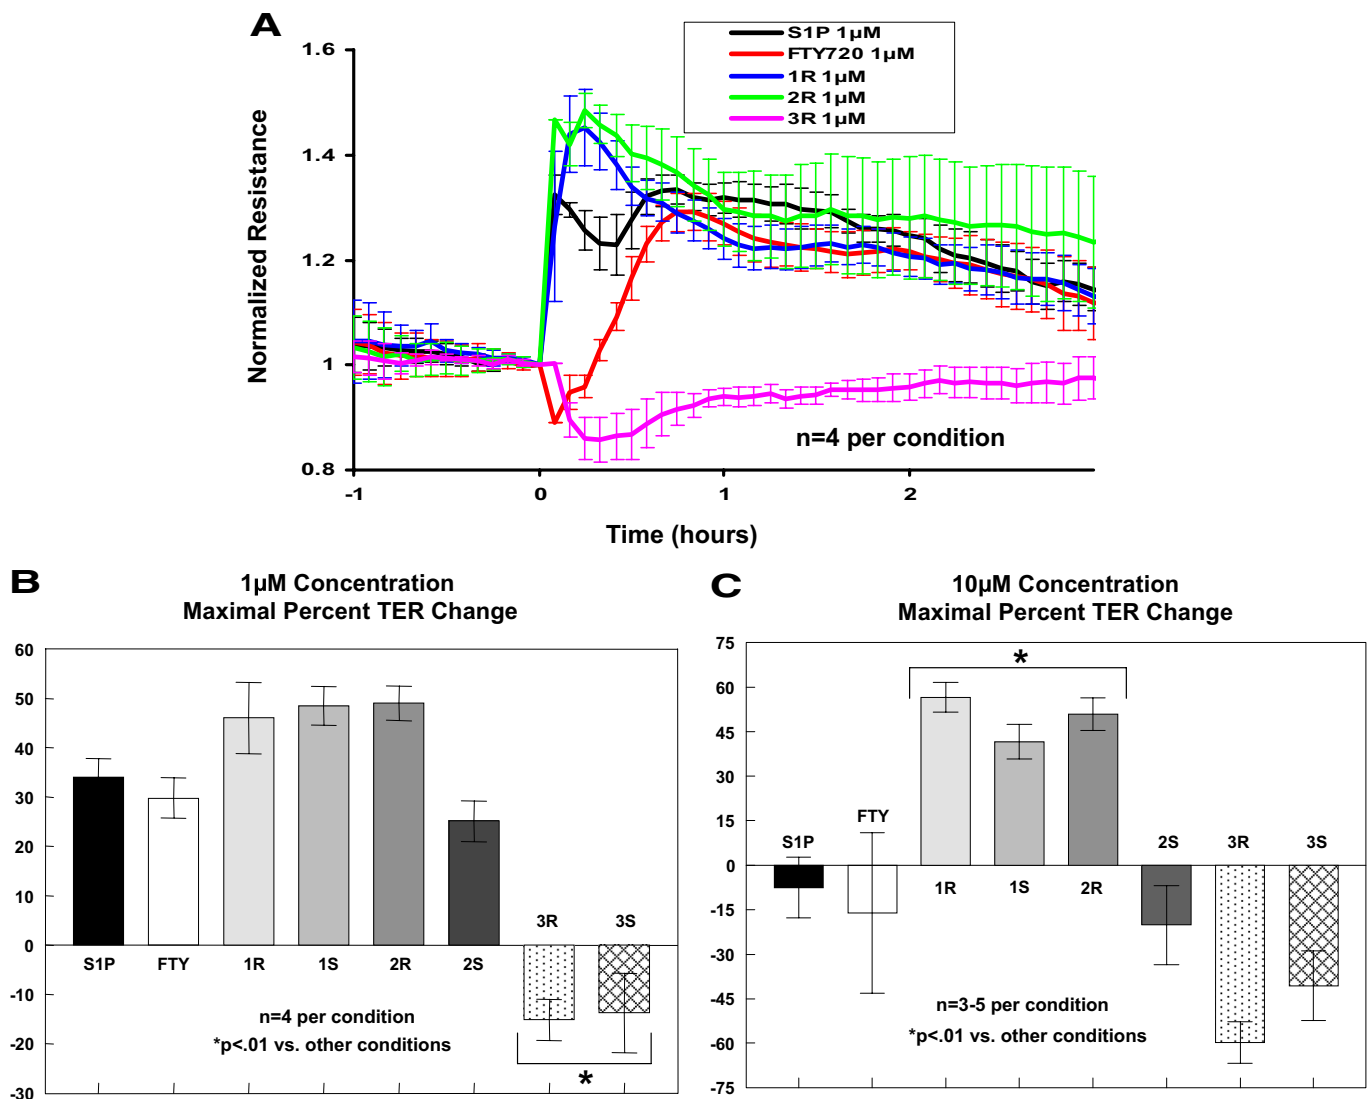 A
S1P 1µM
FTY720 1µM
1R 1µM
2R 1µM
3R 1µM
Normalized Resistance
1.6
1.4
1.2
1
0.8
-1
0
1
2
n=4 per condition
Time (hours)
B
1µM Concentration
Maximal Percent TER Change
60
50
40
30
20
10
0
-10
-20
-30
3R
3S
S1P
FTY
1R
1S
2R
2S
n=4 per condition
*p<.01 vs. other conditions
*
C
10µM Concentration
Maximal Percent TER Change
75
60
45
30
15
0
-15
-30
-45
-60
-75
*
S1P
FTY
2S
3R
3S
1R
1S
2R
n=3-5 per condition
*p<.01 vs. other conditions